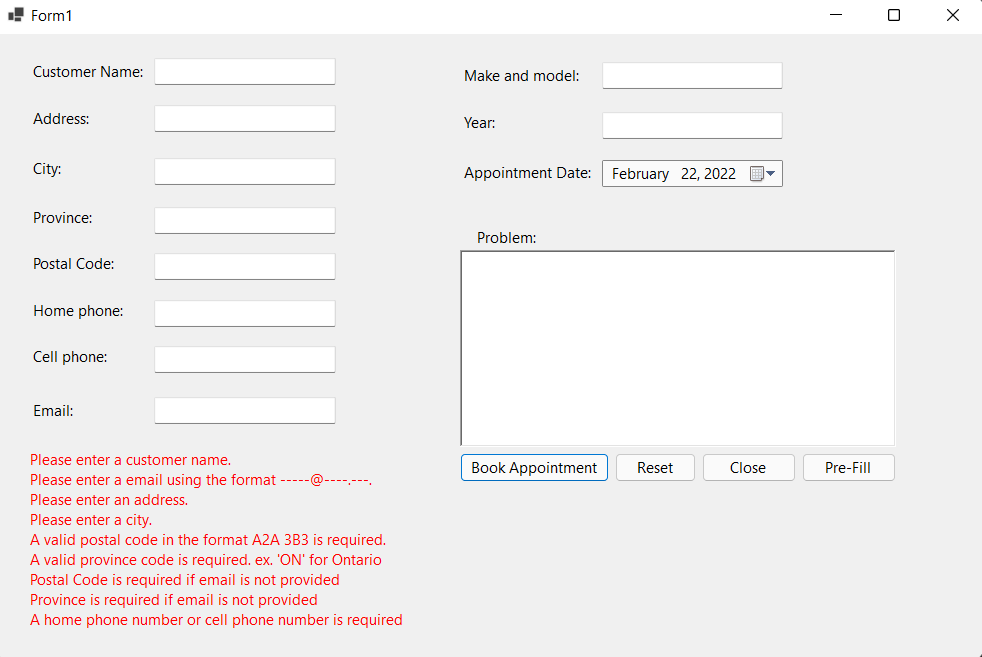 Form1
Customer Name:
Address:
City:
Province:
Postal Code:
Home phone:
Cell phone:
Email:
Please enter a customer name.
Please enter a email using the format -----@----.---.
Please enter an address.
Please enter a city.
A valid postal code in the format A2A 3B3 is required.
A valid province code is required. ex. 'ON' for Ontario
Postal Code is required if email is not provided
Province is required if email is not provided
A home phone number or cell phone number is required
Make and model:
Year:
Appointment Date: February 22, 2022
Problem:
Book Appointment Reset Close Pre-Fill